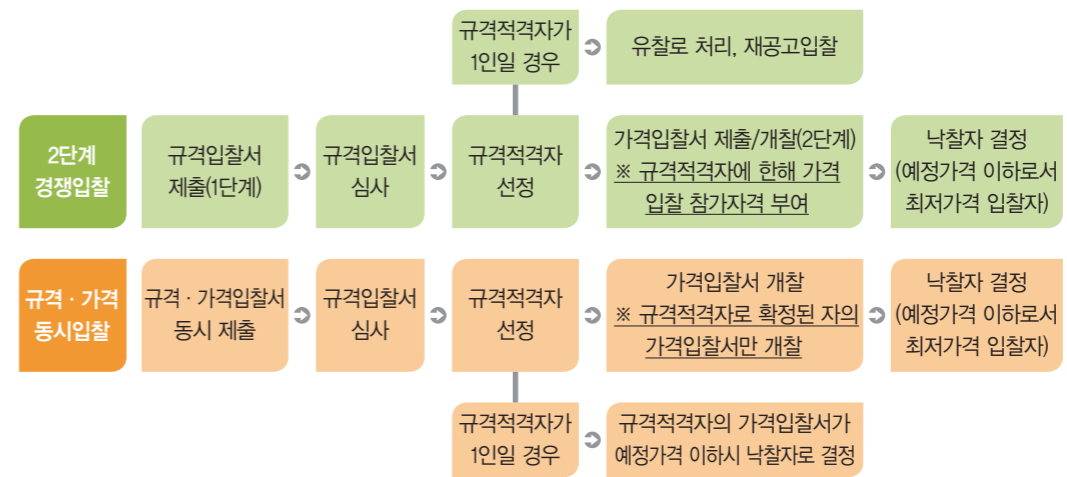 규격적격자가
1인일 경우
유찰로 처리, 재공고입찰
2단계
경쟁입찰
규격입찰서
제출(1단계)
규격입찰서
심사
규격적격자
선정
가격입찰서 제출/개찰(2단계)
※ 규격적격자에 한해 가격
입찰 참가자격 부여
낙찰자 결정
(예정가격 이하로서
최저가격 입찰자)
규격 · 가격
동시입찰
규격 · 가격입찰서
동시 제출
규격입찰서
심사
규격적격자
선정
가격입찰서 개찰
※ 규격적격자로 확정된 자의
가격입찰서만 개찰
낙찰자 결정
(예정가격 이하로서
최저가격 입찰자)
규격적격자가
1인일 경우
규격적격자의 가격입찰서가
예정가격 이하시 낙찰자로 결정